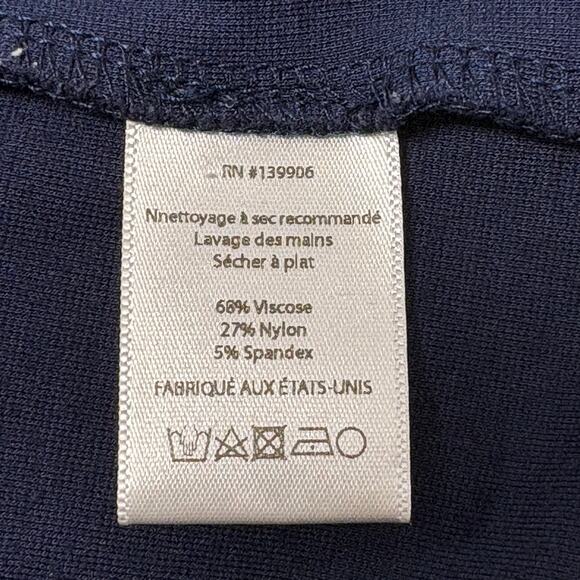 RN #139906
Nnettoyage à sec recommandé
Lavage des mains
Sécher à plat
68% Viscose
27% Nylon
5% Spandex
FABRIQUÉ AUX ÉTATS-UNIS